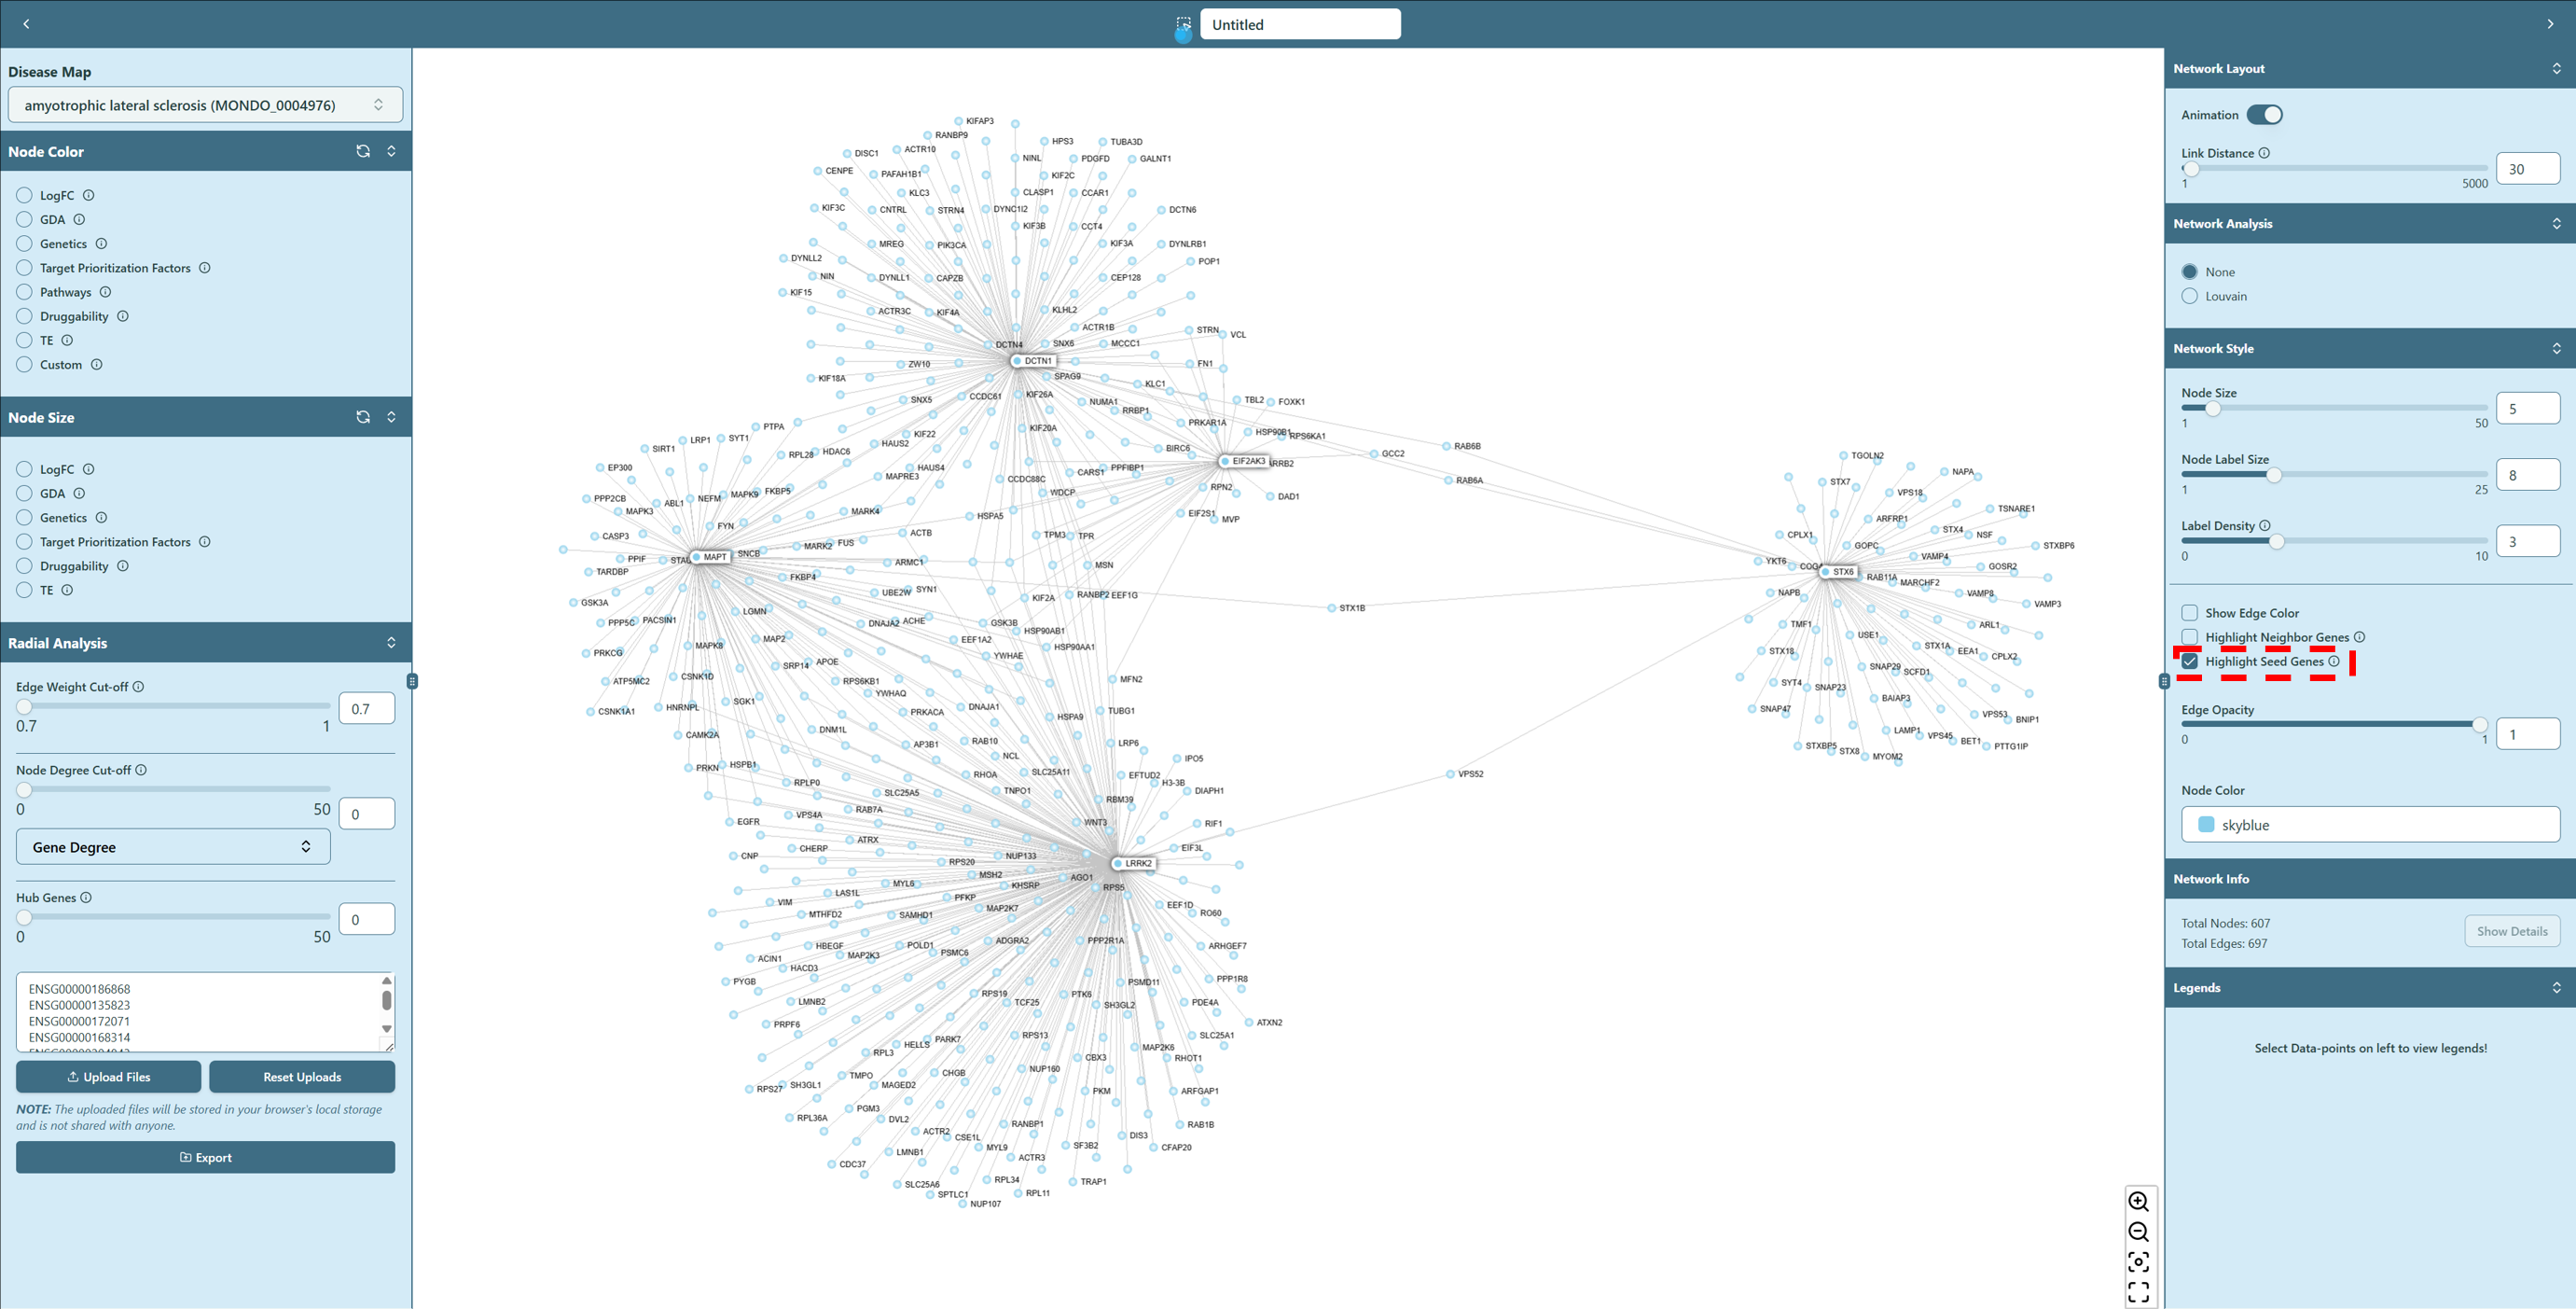 Untitled
Disease Map
amyotrophic lateral sclerosis (MONDO_0004976)
Node Color
LogFC
GDA
Genetics
Target Prioritization Factors
Pathways
Druggability
TE
Custom
Node Size
LogFC
GDA
Genetics
Target Prioritization Factors
Druggability
TE
Radial Analysis
Edge Weight Cut-off
0.7
0.7 1
Node Degree Cut-off
0 50
0
Gene Degree
Hub Genes
0
0 50
ENSG00000186868
ENSG00000135823
ENSG00000172071
ENSG00000168314
Upload Files
Reset Uploads
NOTE: The uploaded files will be stored in your browser's local storage
and is not shared with anyone.
Export
KIFAP3
RANBP9
HPS3
TUBA3D
DISC1
ACTR10
NINL
PDGFD
GALNT1
CENPE
PAFAH1B1
KIF2C
KLC3
CLASP1
CCAR1
KIF3C
CNTRL
STRN4
DYNC1I2
DCTN6
KIF3B
CCT4
MREG
PIK3CA
KIF3A
DYNLRB1
DYNLL2
POP1
NIN
DYNLL1
CAPZB
CEP128
KIF15
ACTR3C
KIF4A
KLHL2
ACTR1B
STRN
VCL
DCTN4
SNX6
MCCC1
DCTN1
ZW10
FN1
KIF18A
SPAG9
KLC1
SNX5
CCDC61
KIF26A
NUMA1
RRBP1
TBL2
FOXK1
PTPA
KIF20A
PRKAR1A
HSP90B1
RPS6KA1
LRP1
SYT1
KIF22
HAUS2
SIRT1
RPL28
HDAC6
BIRC6
GCC2
RAB6B
EIF2AK3
EP300
HAUS4
MAPRE3
CCDC88C
CARS1
PPFIBP1
RAB6A
PPP2CB
ABL1
NEFM
MAPK9
FKBP5
WDCP
RPN2
DAD1
MAPK3
FYN
MARK4
HSPA5
EIF2S1
MVP
CASP3
ACTB
TPM3
TPR
PPIF
MAPT
SNCB
MARK2
FUS
ARMC1
MSN
TARDBP
FKBP4
UBE2W
SYN1
KIF2A
RANBP2
EEF1G
STX1B
GSK3A
LGMN
PPP5C
PACSIN1
DNAJA2
ACHE
GSK3B
HSP90AB1
EEF1A2
MAPK8
MAP2
HSP90AA1
PRKCG
SRP14
APOE
YWHAE
ATP5MC2
CSNK1D
RPS6KB1
YWHAQ
MFN2
CSNK1A1
HNRNPL
SGK1
PRKACA
DNAJA1
HSPA9
TUBG1
CAMK2A
DNM1L
AP3B1
RAB10
NCL
LRP6
IPO5
PRKN
HSPB1
RPLP0
RHOA
SLC25A11
EFTUD2
H3-3B
VPS52
SLC25A5
TNPO1
RBM39
DIAPH1
EGFR
VPS4A
RAB7A
WNT3
RIF1
CNP
CHERP
ATRX
NUP133
EIF3L
RPS20
LRRK2
MYL6
MSH2
KHSRP
AGO1
RPS5
LAS1L
VIM
PFKP
MAP2K7
EEF1D
RO60
MTHFD2
SAMHD1
HBEGF
POLD1
ADGRA2
PPP2R1A
ARHGEF7
ACIN1
MAP2K3
PSMC6
HACD3
PYGB
PSMD11
PPP1R8
LMNB2
RPS19
TCF25
PTK6
SH3GL2
PDE4A
PRPF6
RPS13
SLC25A1
ATXN2
HELLS
PARK7
MAP2K6
RPL3
CBX3
RHOT1
TMPO
CHGB
NUP160
RPS27
SH3GL1
MAGED2
PKM
ARFGAP1
PGM3
RPL36A
DVL2
RANBP1
RAB1B
ACTR2
CSE1L
DIS3
MYL9
SF3B2
CFAP20
LMNB1
ACTR3
CDC37
SLC25A6
RPL34
TRAP1
SPTLC1
RPL11
NUP107
TGOLN2
NAPA
STX7
VPS18
TSNARE1
ARFRP1
CPLX1
STX4
NSF
GOPC
STXBP6
VAMP4
YKT6
STX6
GOSR2
RAB11A
MARCHF2
NAPB
VAMP8
VAMP3
TMF1
USE1
ARL1
STX18
STX1A
EEA1
CPLX2
SNAP29
SCFD1
SYT4
SNAP23
BAIAP3
SNAP47
VPS53
BNIP1
LAMP1
VPS45
BET1
PTTG1IP
STXBP5
STX8
MYOM2
Network Layout
Animation
Link Distance
30
1 5000
Network Analysis
None
Louvain
Network Style
Node Size
5
1 50
Node Label Size
8
1 25
Label Density
3
0 10
Show Edge Color
Highlight Neighbor Genes
Highlight Seed Genes
Edge Opacity
1
0 1
Node Color
skyblue
Network Info
Total Nodes: 607
Total Edges: 697
Show Details
Legends
Select Data-points on left to view legends!